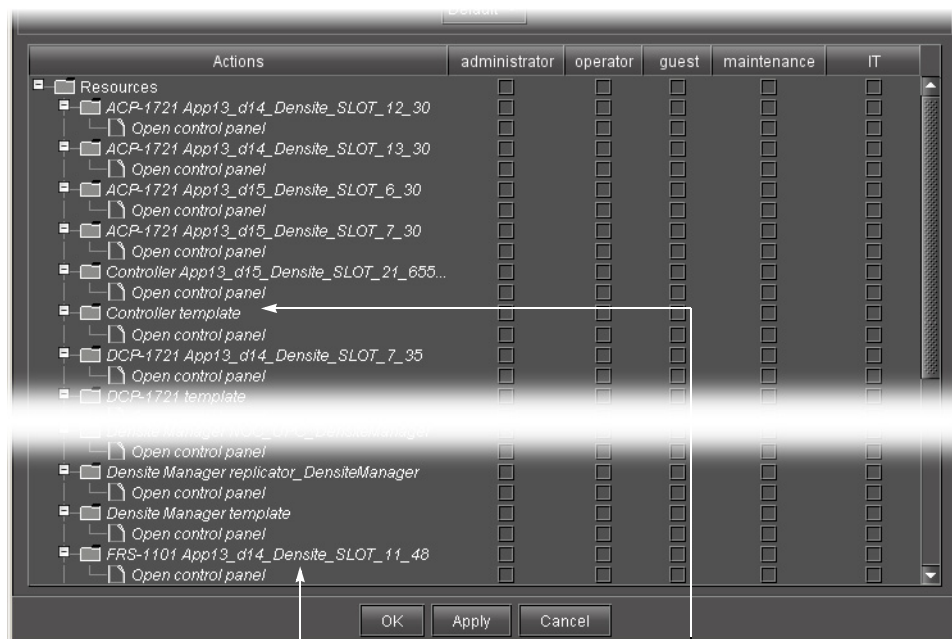 Default
Actions administrator operator guest maintenance IT
Resources
ACP-1721 App13_d14_Densite_SLOT_12_30
Open control panel
ACP-1721 App13_d14_Densite_SLOT_13_30
Open control panel
ACP-1721 App13_d15_Densite_SLOT_6_30
Open control panel
ACP-1721 App13_d15_Densite_SLOT_7_30
Open control panel
Controller App13_d15_Densite_SLOT_21_655...
Open control panel
Controller template
Open control panel
DCP-1721 App13_d14_Densite_SLOT_7_35
Open control panel
DCP-1721 template
Open control panel
Densite Manager replicator_DensiteManager
Open control panel
Densite Manager template
Open control panel
FRS-1101 App13_d14_Densite_SLOT_11_48
Open control panel
OK Apply Cancel